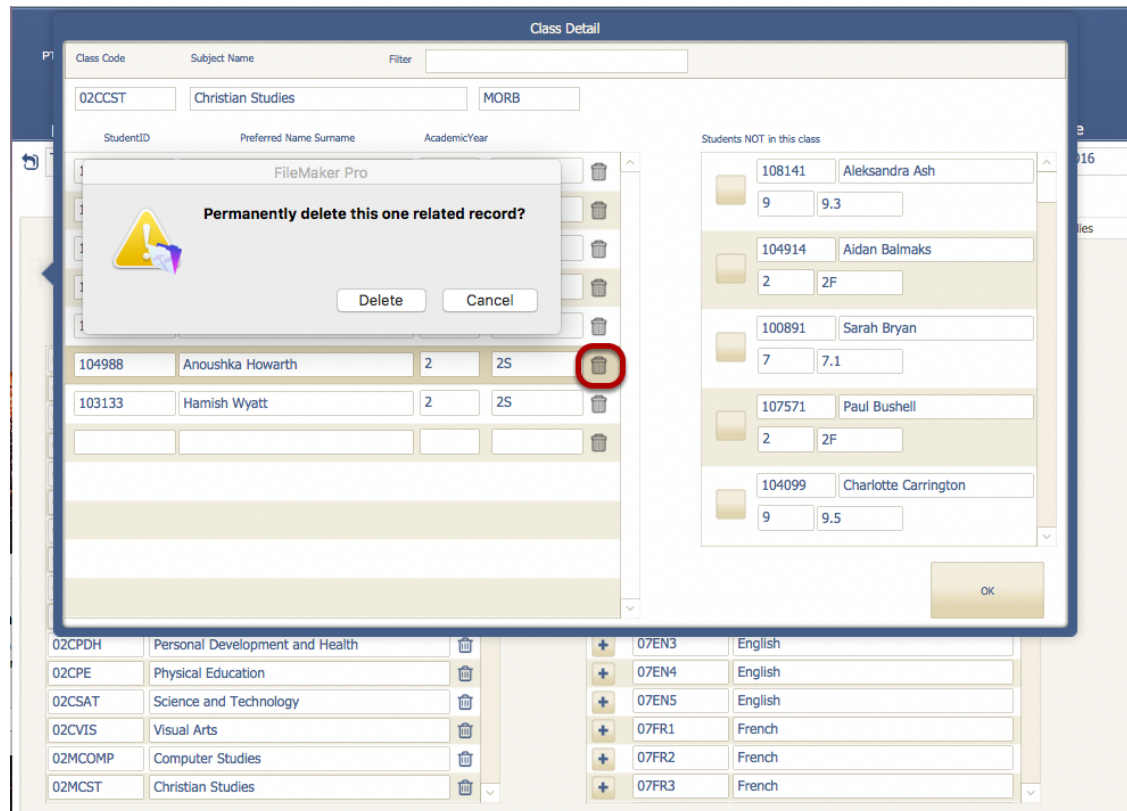 Class Detail
PT
Class Code Subject Name Filter
02CCST Christian Studies MORB
StudentID Preferred Name Surname AcademicYear
Students NOT in this class
FileMaker Pro
Permanently delete this one related record?
Delete Cancel
104988 Anoushka Howarth 2 2S
103133 Hamish Wyatt 2 2S
108141 Aleksandra Ash
9 9.3
104914 Aidan Balmaks
2 2F
100891 Sarah Bryan
7 7.1
107571 Paul Bushell
2 2F
104099 Charlotte Carrington
9 9.5
OK
02CPDH Personal Development and Health
02CPE Physical Education
02CSAT Science and Technology
02CVIS Visual Arts
02MCOMP Computer Studies
02MCST Christian Studies
07EN3 English
07EN4 English
07EN5 English
07FR1 French
07FR2 French
07FR3 French